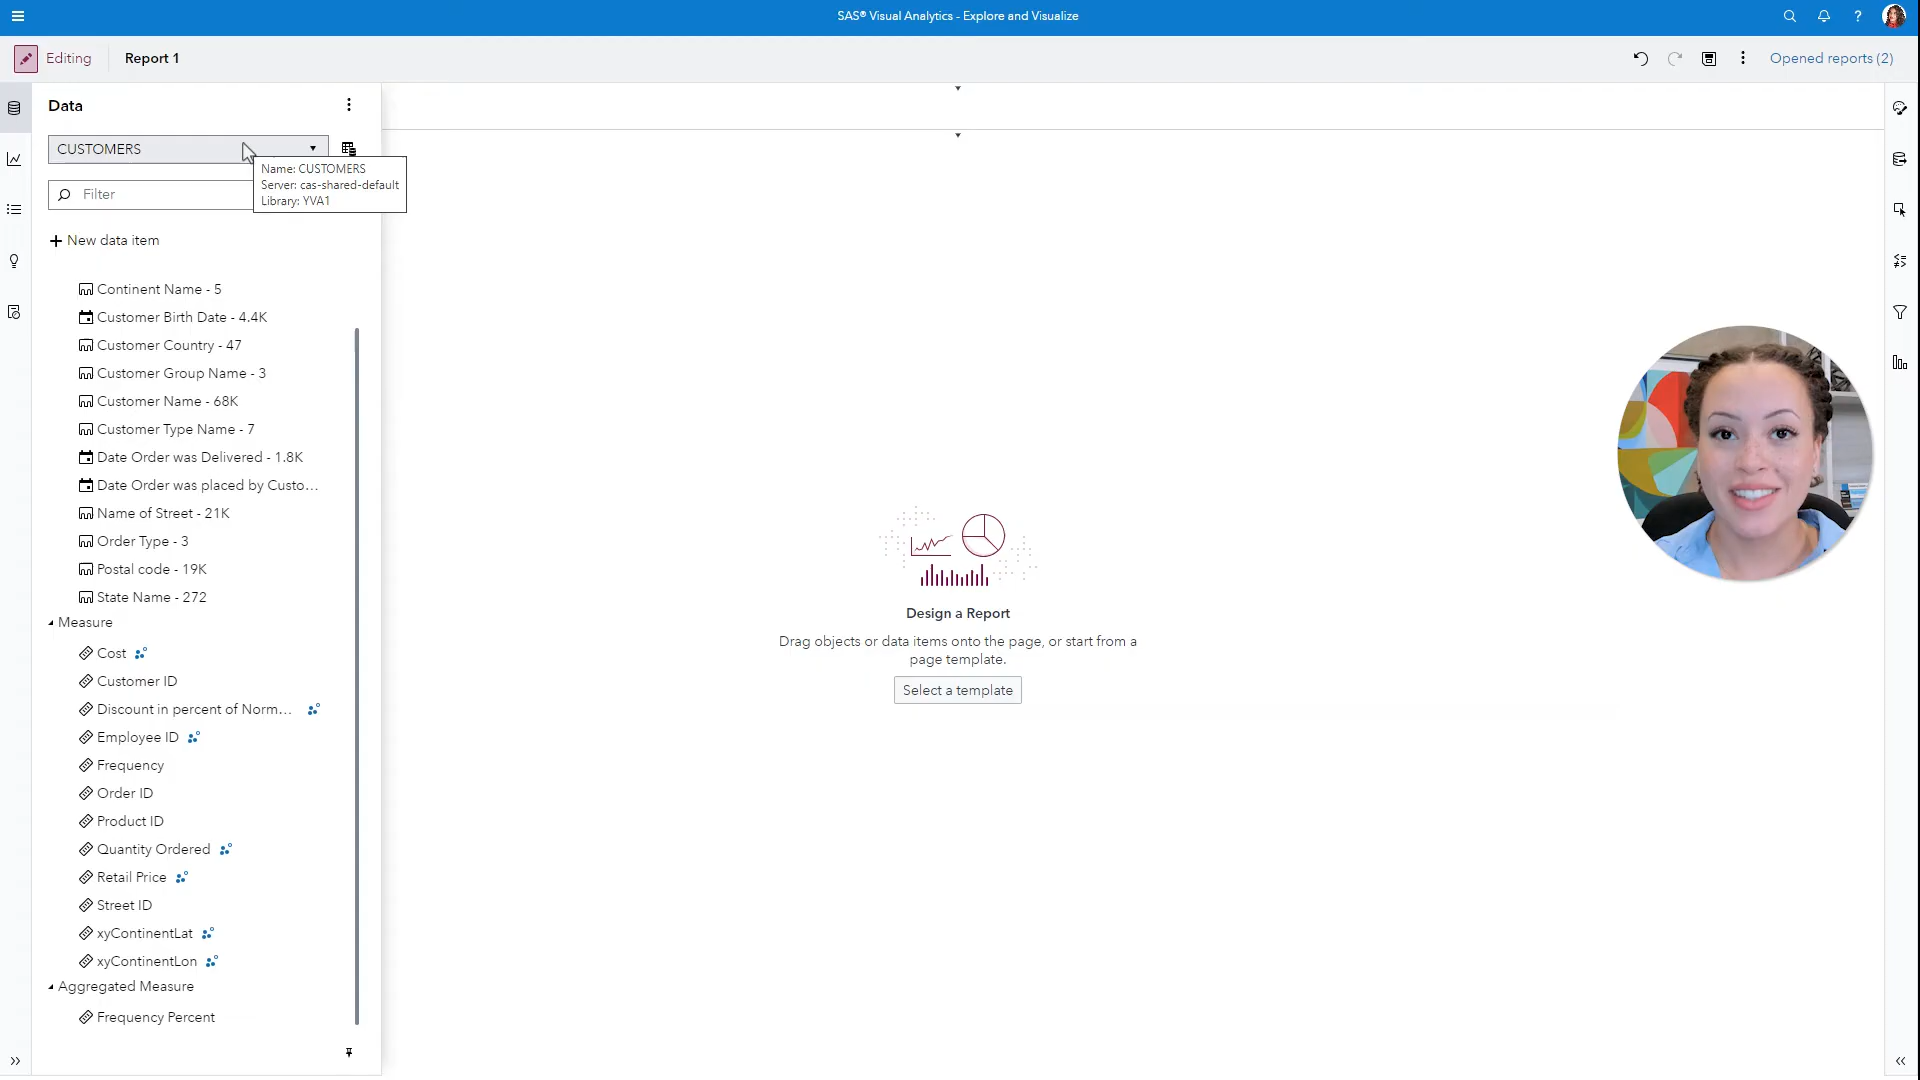 SAS® Visual Analytics - Explore and Visualize
Editing
Report 1
Opened reports (2)
Data
CUSTOMERS
Name: CUSTOMERS
Server: cas-shared-default
Library: YVA1
Filter
New data item
Continent Name - 5
Customer Birth Date - 4.4K
Customer Country - 47
Customer Group Name - 3
Customer Name - 68K
Customer Type Name - 7
Date Order was Delivered - 1.8K
Date Order was placed by Custo...
Name of Street - 21K
Order Type - 3
Postal code - 19K
State Name - 272
Measure
Cost
Customer ID
Discount in percent of Norm...
Employee ID
Frequency
Order ID
Product ID
Quantity Ordered
Retail Price
Street ID
xyContinentLat
xyContinentLon
Aggregated Measure
Frequency Percent
Design a Report
Drag objects or data items onto the page, or start from a
page template.
Select a template